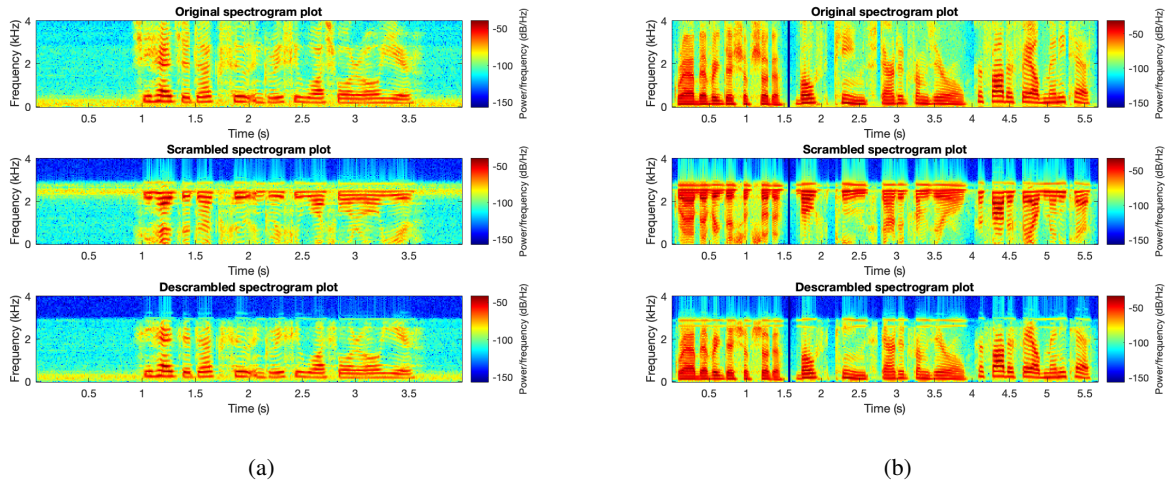 Original spectrogram plot
4
2
0
Frequency (kHz)
0.5 1 1.5 2 2.5 3 3.5
Time (s)
-50
-100
-150
Power/frequency (dB/Hz)
Scrambled spectrogram plot
4
2
0
Frequency (kHz)
0.5 1 1.5 2 2.5 3 3.5
Time (s)
-50
-100
-150
Power/frequency (dB/Hz)
Descrambled spectrogram plot
4
2
0
Frequency (kHz)
0.5 1 1.5 2 2.5 3 3.5
Time (s)
-50
-100
-150
Power/frequency (dB/Hz)
(a)
Original spectrogram plot
4
2
0
Frequency (kHz)
0.5 1 1.5 2 2.5 3 3.5 4 4.5 5 5.5
Time (s)
-50
-100
-150
Power/frequency (dB/Hz)
Scrambled spectrogram plot
4
2
0
Frequency (kHz)
0.5 1 1.5 2 2.5 3 3.5 4 4.5 5 5.5
Time (s)
-50
-100
-150
Power/frequency (dB/Hz)
Descrambled spectrogram plot
4
2
0
Frequency (kHz)
0.5 1 1.5 2 2.5 3 3.5 4 4.5 5 5.5
Time (s)
-50
-100
-150
Power/frequency (dB/Hz)
(b)